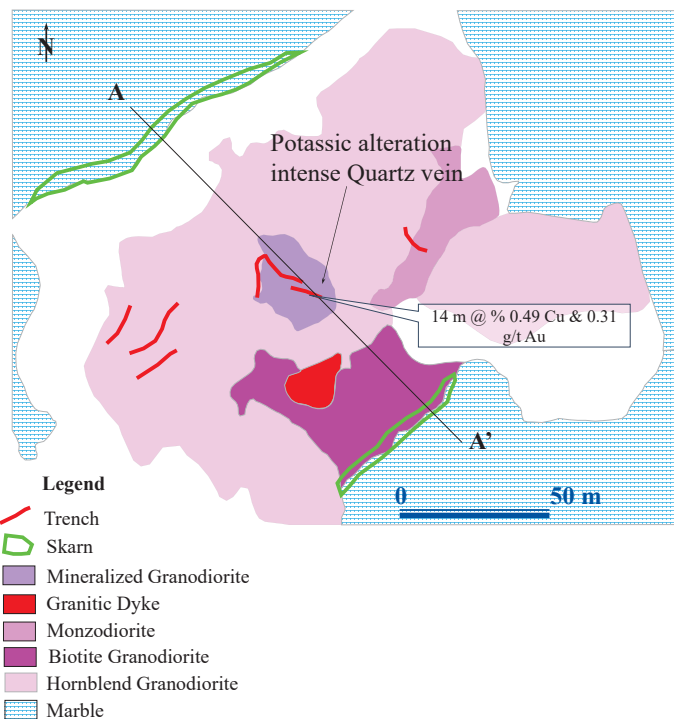 N
A
Potassic alteration
intense Quartz vein
14 m @ % 0.49 Cu & 0.31
g/t Au
A’
0 50 m
Legend
Trench
Skarn
Mineralized Granodiorite
Granitic Dyke
Monzodiorite
Biotite Granodiorite
Hornblend Granodiorite
Marble